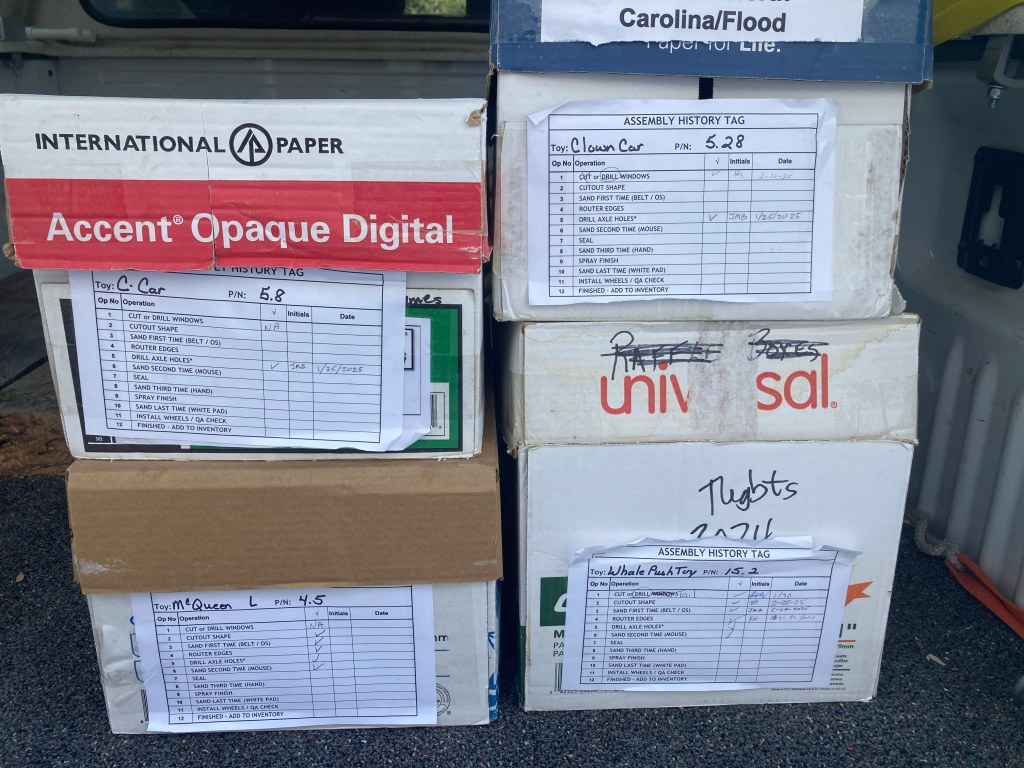 Carolina/Flood
Paper for Life.
INTERNATIONAL PAPER
Accent® Opaque Digital
HISTORY TAG
Toy: C. Car P/N: 5.8
Op No Operation √ Initials Date
1 CUT or DRILL WINDOWS
2 CUTOUT SHAPE NA
3 SAND FIRST TIME (BELT / OS)
4 ROUTER EDGES
5 DRILL AXLE HOLES*
6 SAND SECOND TIME (MOUSE) ✓ JMB 1/25/2025
7 SEAL
8 SAND THIRD TIME (HAND)
9 SPRAY FINISH
10 SAND LAST TIME (WHITE PAD)
11 INSTALL WHEELS / QA CHECK
12 FINISHED - ADD TO INVENTORY
Toy: McQueen L P/N: 4.5
Op No Operation √ Initials Date
1 CUT or DRILL WINDOWS NA
2 CUTOUT SHAPE ✓
3 SAND FIRST TIME (BELT / OS) ✓
4 ROUTER EDGES ✓
5 DRILL AXLE HOLES* ✓
6 SAND SECOND TIME (MOUSE) ✓
7 SEAL
8 SAND THIRD TIME (HAND)
9 SPRAY FINISH
10 SAND LAST TIME (WHITE PAD)
11 INSTALL WHEELS / QA CHECK
12 FINISHED - ADD TO INVENTORY
ASSEMBLY HISTORY TAG
Toy: Clown Car P/N: 5.28
Op No Operation √ Initials Date
1 CUT or DRILL WINDOWS ✓
2 CUTOUT SHAPE
3 SAND FIRST TIME (BELT / OS)
4 ROUTER EDGES
5 DRILL AXLE HOLES* ✓ JMB 1/25/2025
6 SAND SECOND TIME (MOUSE)
7 SEAL
8 SAND THIRD TIME (HAND)
9 SPRAY FINISH
10 SAND LAST TIME (WHITE PAD)
11 INSTALL WHEELS / QA CHECK
12 FINISHED - ADD TO INVENTORY
universal.
2024
ASSEMBLY HISTORY TAG
Toy: Whale Push Toy P/N: 15.2
Op No Operation √ Initials Date
1 CUT or DRILL WINDOWS ✓ 1/30
2 CUTOUT SHAPE ✓
3 SAND FIRST TIME (BELT / OS) ✓
4 ROUTER EDGES ✓
5 DRILL AXLE HOLES*
6 SAND SECOND TIME (MOUSE) ✓
7 SEAL
8 SAND THIRD TIME (HAND)
9 SPRAY FINISH
10 SAND LAST TIME (WHITE PAD)
11 INSTALL WHEELS / QA CHECK
12 FINISHED - ADD TO INVENTORY